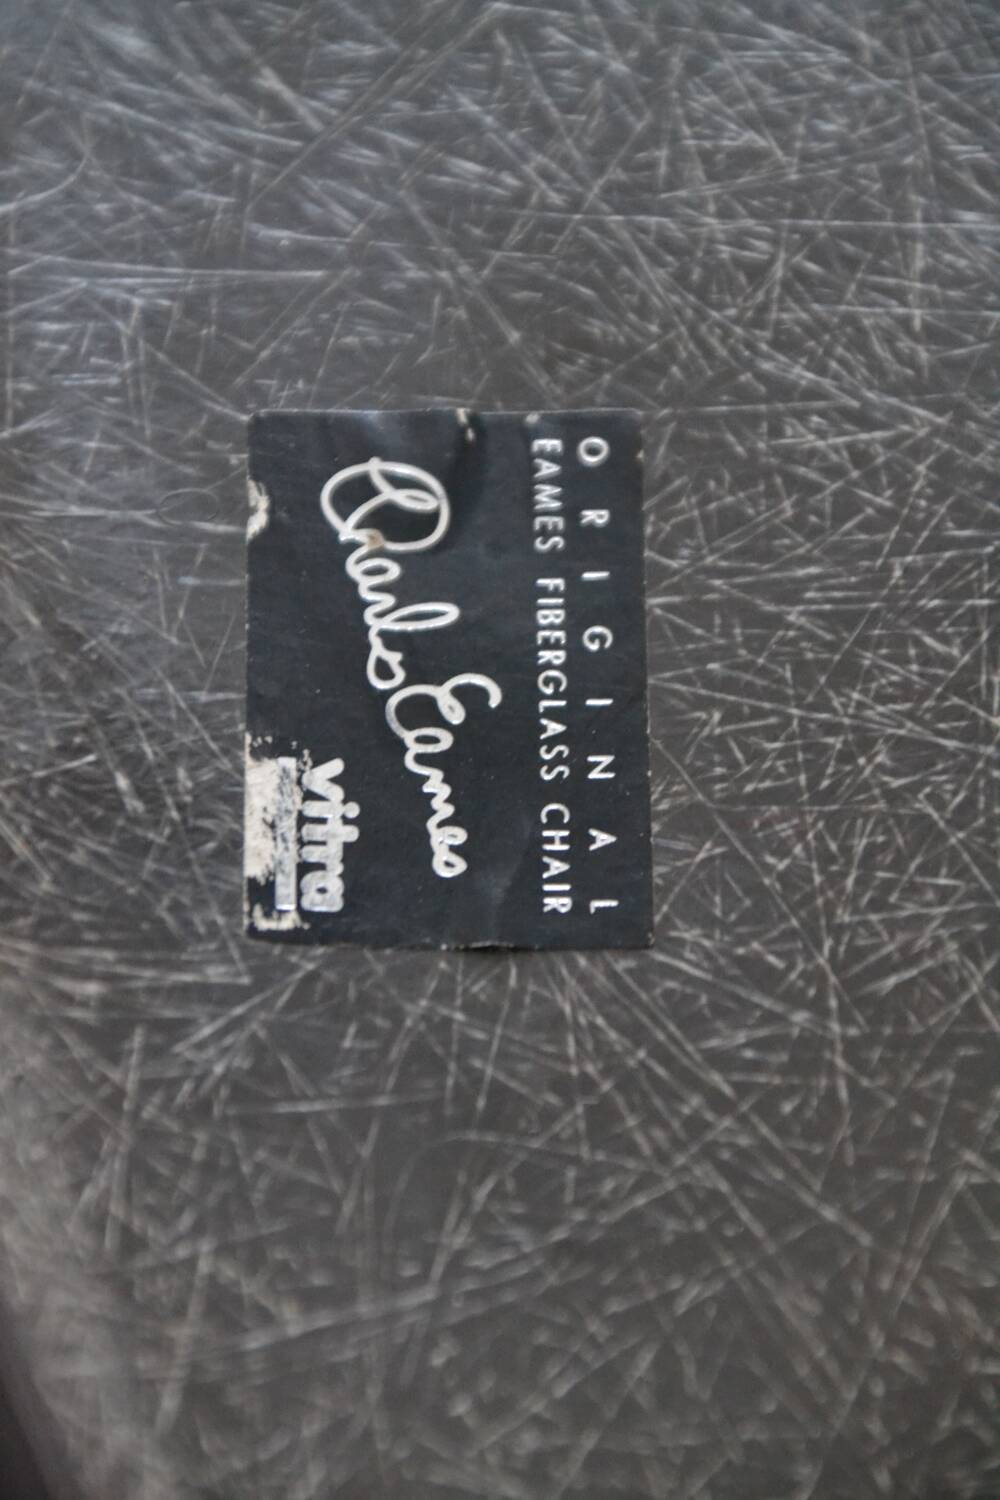 ORIGINAL
EAMES FIBERGLASS CHAIR
Charles Eames
vitra